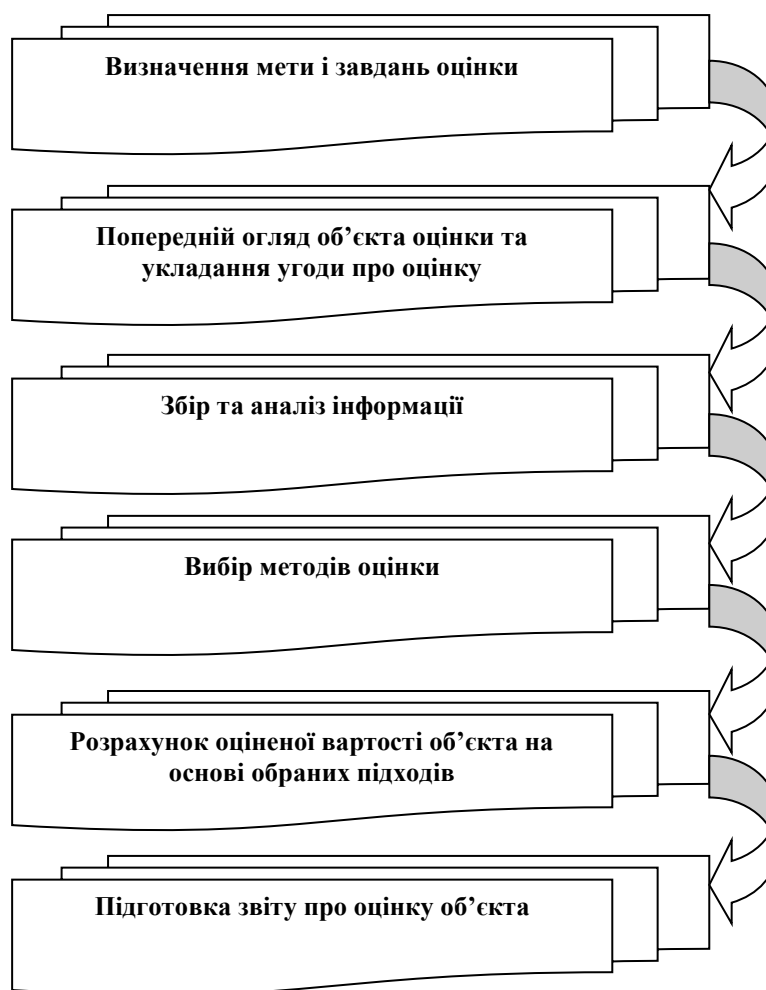 Визначення мети і завдань оцінки
Попередній огляд об’єкта оцінки та
укладання угоди про оцінку
Збір та аналіз інформації
Вибір методів оцінки
Розрахунок оціненої вартості об’єкта на
основі обраних підходів
Підготовка звіту про оцінку об’єкта